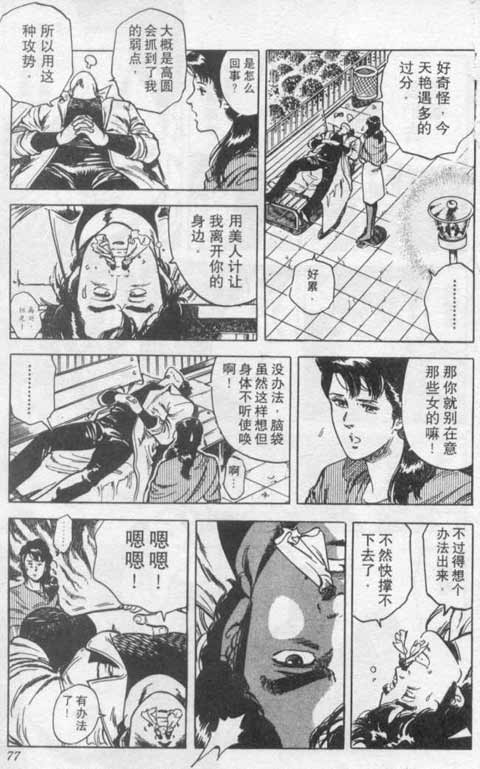 好奇怪，今
天艳遇多的
过分．
…………
好累．
是怎么
回事？
大概是高圆
会抓到了我
的弱点．
所以用这
种攻势．
用美人计让
我离开你的
身边．
那你就别在意
那些女的嘛！
没办法，脑袋
虽然这样想但
身体不听使唤
啊！
啊…
…………
不过得想个
办法出来．
不然快撑不
下去了．
嗯嗯！
嗯嗯！
……
有办法
了！
77